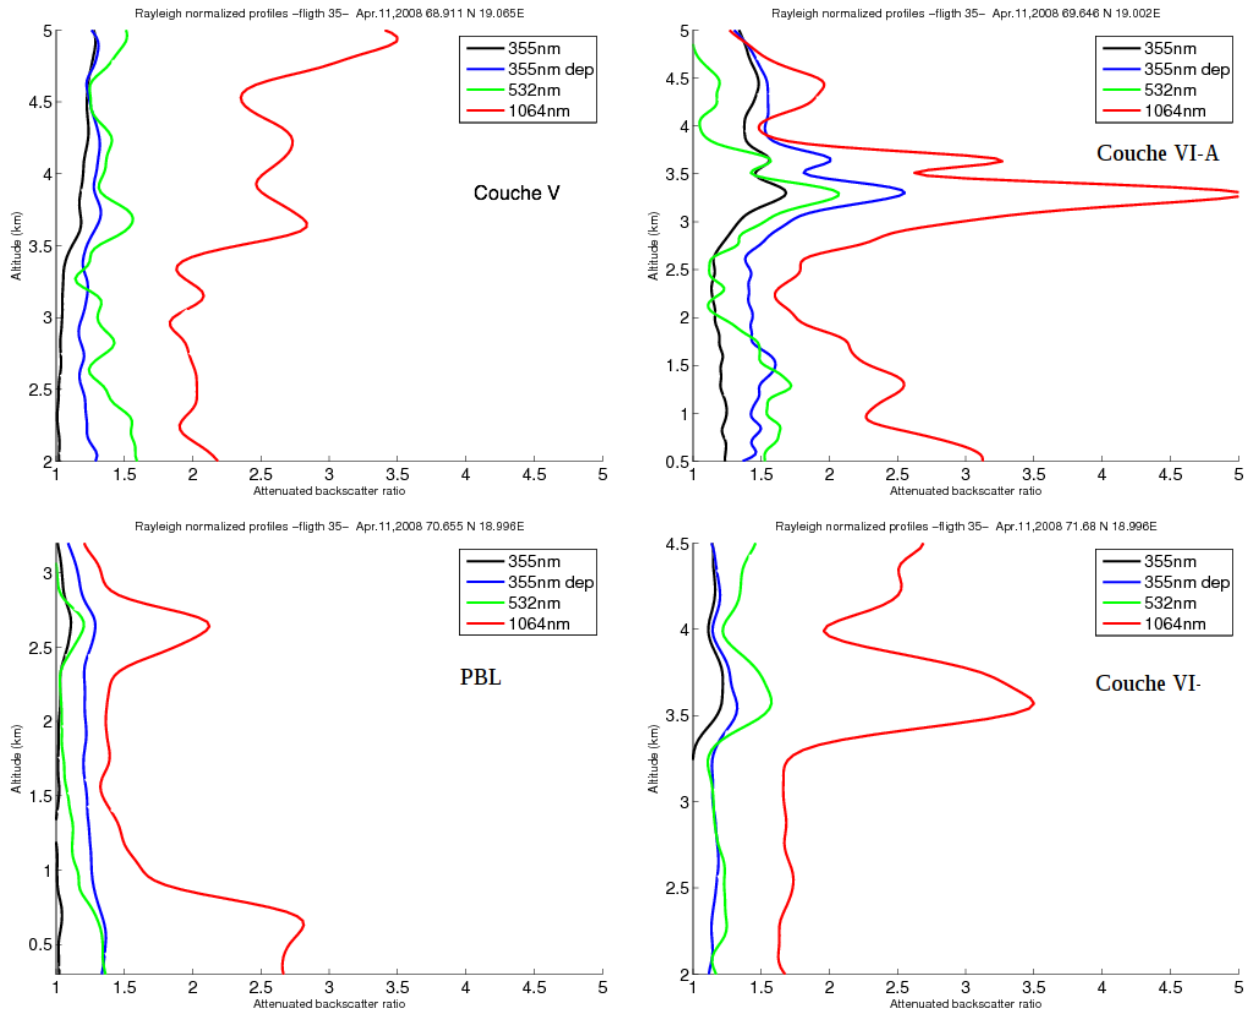 Rayleigh normalized profiles −fligth 35− Apr.11,2008 68.911 N 19.065E
5
4.5
4
3.5
3
2.5
2
Altitude (km)
355nm
355nm dep
532nm
1064nm
Couche V
1 1.5 2 2.5 3 3.5 4 4.5 5
Attenuated backscatter ratio
Rayleigh normalized profiles −fligth 35− Apr.11,2008 69.646 N 19.002E
5
4.5
4
3.5
3
2.5
2
1.5
1
0.5
Altitude (km)
355nm
355nm dep
532nm
1064nm
Couche VI-A
1 1.5 2 2.5 3 3.5 4 4.5 5
Attenuated backscatter ratio
Rayleigh normalized profiles −fligth 35− Apr.11,2008 70.655 N 18.996E
3
2.5
2
1.5
1
0.5
Altitude (km)
355nm
355nm dep
532nm
1064nm
PBL
1 1.5 2 2.5 3 3.5 4 4.5 5
Attenuated backscatter ratio
Rayleigh normalized profiles −fligth 35− Apr.11,2008 71.68 N 18.996E
4.5
4
3.5
3
2.5
2
Altitude (km)
355nm
355nm dep
532nm
1064nm
Couche VI-
1 1.5 2 2.5 3 3.5 4 4.5 5
Attenuated backscatter ratio